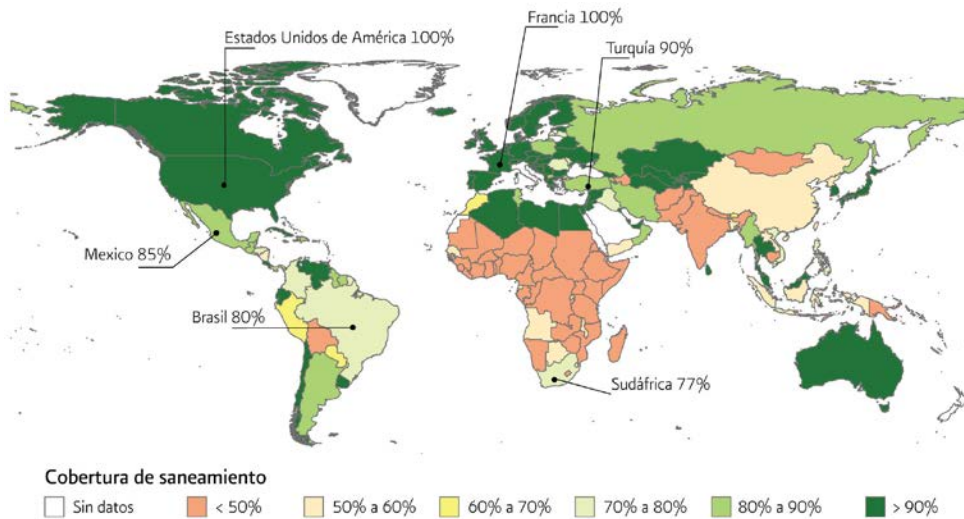 Francia 100%
Estados Unidos de América 100%
Turquía 90%
Mexico 85%
Brasil 80%
Sudáfrica 77%
Cobertura de saneamiento
Sin datos < 50% 50% a 60% 60% a 70% 70% a 80% 80% a 90% > 90%